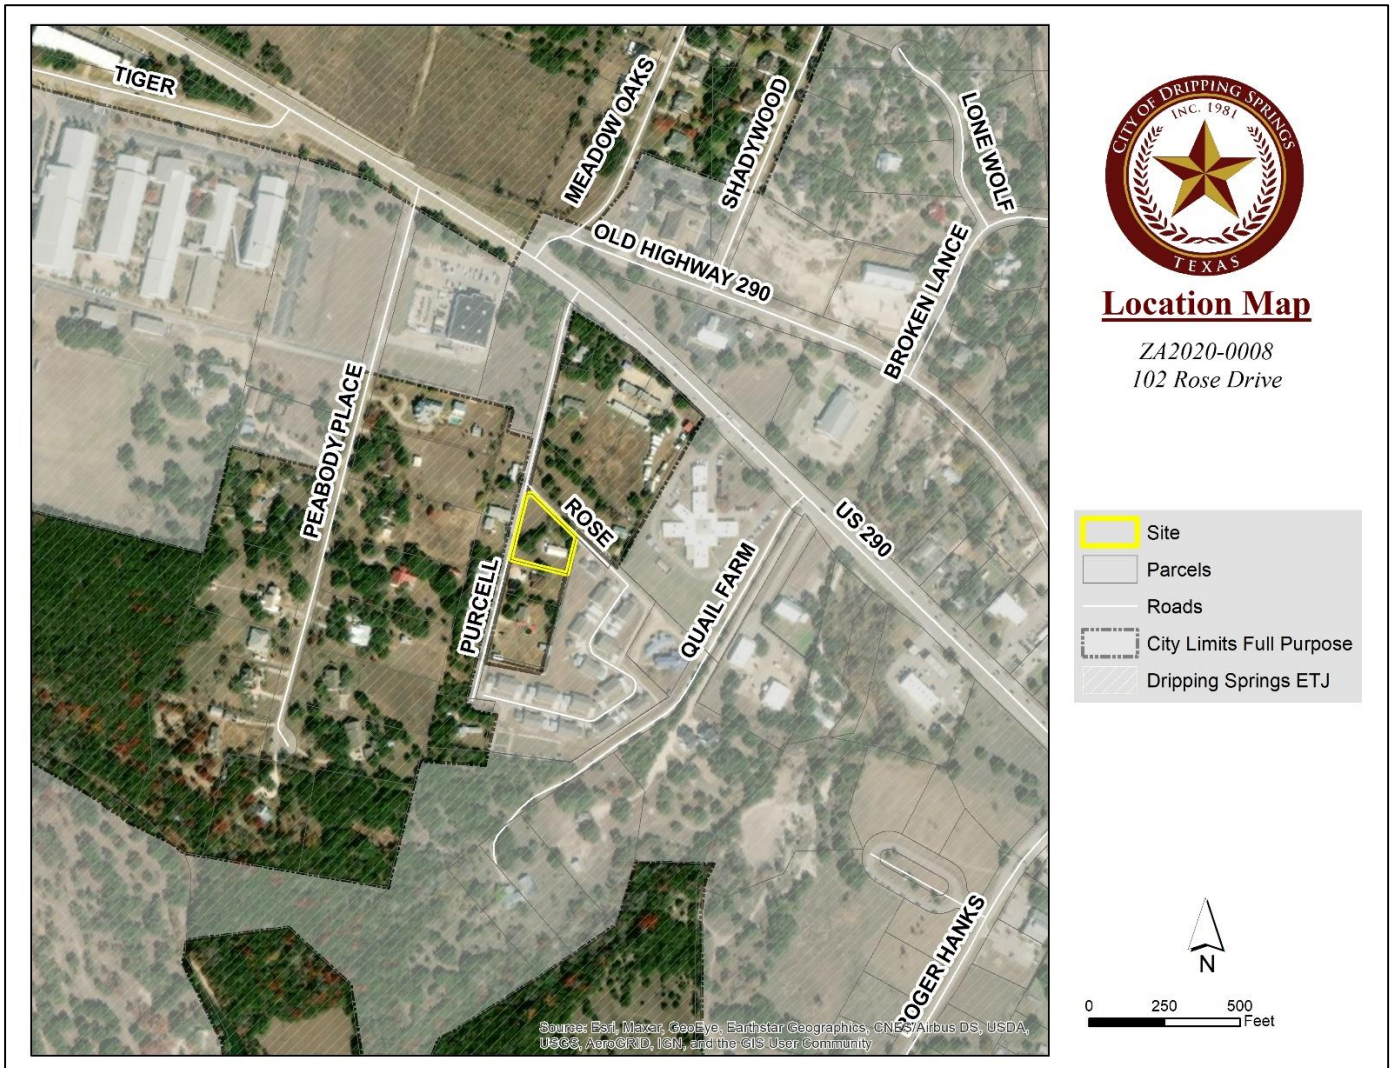 TIGER
MEADOW OAKS
SHADYWOOD
LONE WOLF
OLD HIGHWAY 290
BROKEN LANCE
PEABODY PLACE
PURCELL
ROSE
US 290
QUAIL FARM
ROGER HANKS
Source: Esri, Maxar, GeoEye, Earthstar Geographics, CNES/Airbus DS, USDA,
USGS, AeroGRID, IGN, and the GIS User Community
CITY OF DRIPPING SPRINGS
INC. 1981
TEXAS
Location Map
ZA2020-0008
102 Rose Drive
Site
Parcels
Roads
City Limits Full Purpose
Dripping Springs ETJ
N
0 250 500
Feet